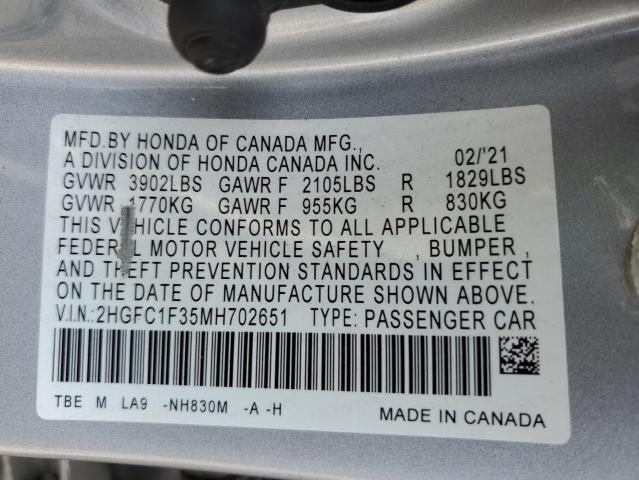 MFD.BY HONDA OF CANADA MFG.,
A DIVISION OF HONDA CANADA INC. 02/'21
GVWR 3902LBS GAWR F 2105LBS R 1829LBS
GVWR 1770KG GAWR F 955KG R 830KG
THIS VEHICLE CONFORMS TO ALL APPLICABLE
FEDERAL MOTOR VEHICLE SAFETY , BUMPER ,
AND THEFT PREVENTION STANDARDS IN EFFECT
ON THE DATE OF MANUFACTURE SHOWN ABOVE.
V.I.N.:2HGFC1F35MH702651 TYPE: PASSENGER CAR
TBE M LA9 -NH830M -A -H
MADE IN CANADA